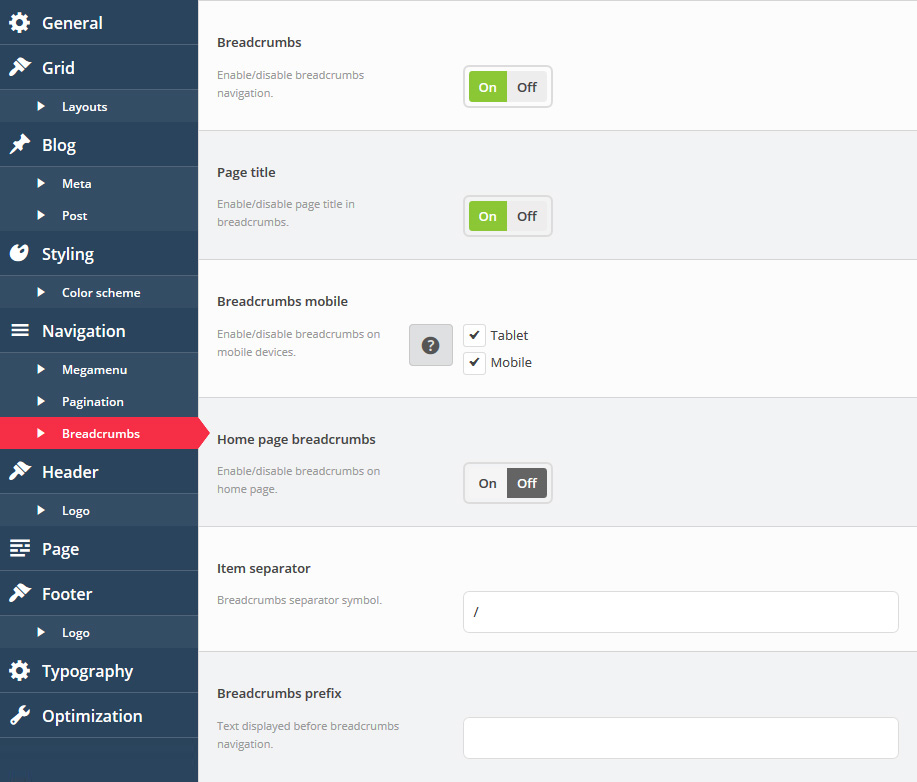 General
Grid
Layouts
Blog
Meta
Post
Styling
Color scheme
Navigation
Megamenu
Pagination
Breadcrumbs
Header
Logo
Page
Footer
Logo
Typography
Optimization
Breadcrumbs
Enable/disable breadcrumbs
navigation.
On Off
Page title
Enable/disable page title in
breadcrumbs.
On Off
Breadcrumbs mobile
Enable/disable breadcrumbs on
mobile devices.
?
Tablet
Mobile
Home page breadcrumbs
Enable/disable breadcrumbs on
home page.
On Off
Item separator
Breadcrumbs separator symbol.
/
Breadcrumbs prefix
Text displayed before breadcrumbs
navigation.